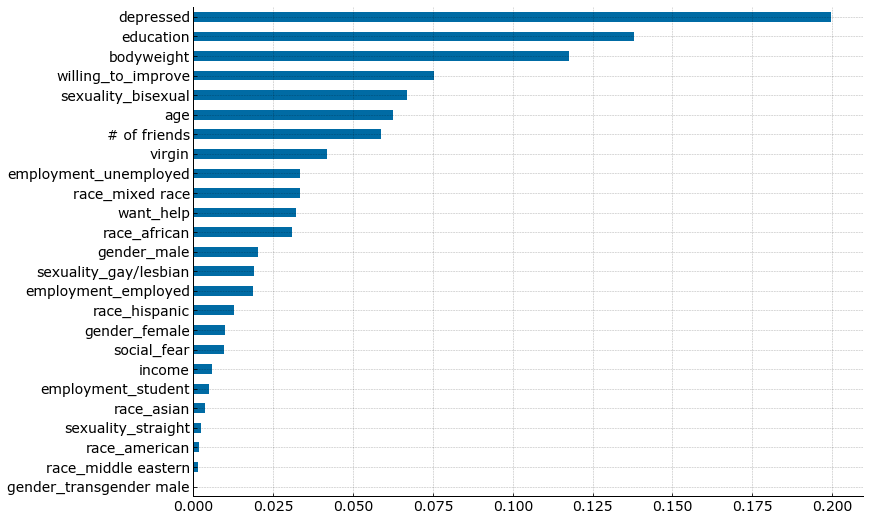 depressed
education
bodyweight
willing_to_improve
sexuality_bisexual
age
# of friends
virgin
employment_unemployed
race_mixed race
want_help
race_african
gender_male
sexuality_gay/lesbian
employment_employed
race_hispanic
gender_female
social_fear
income
employment_student
race_asian
sexuality_straight
race_american
race_middle eastern
gender_transgender male
0.000 0.025 0.050 0.075 0.100 0.125 0.150 0.175 0.200